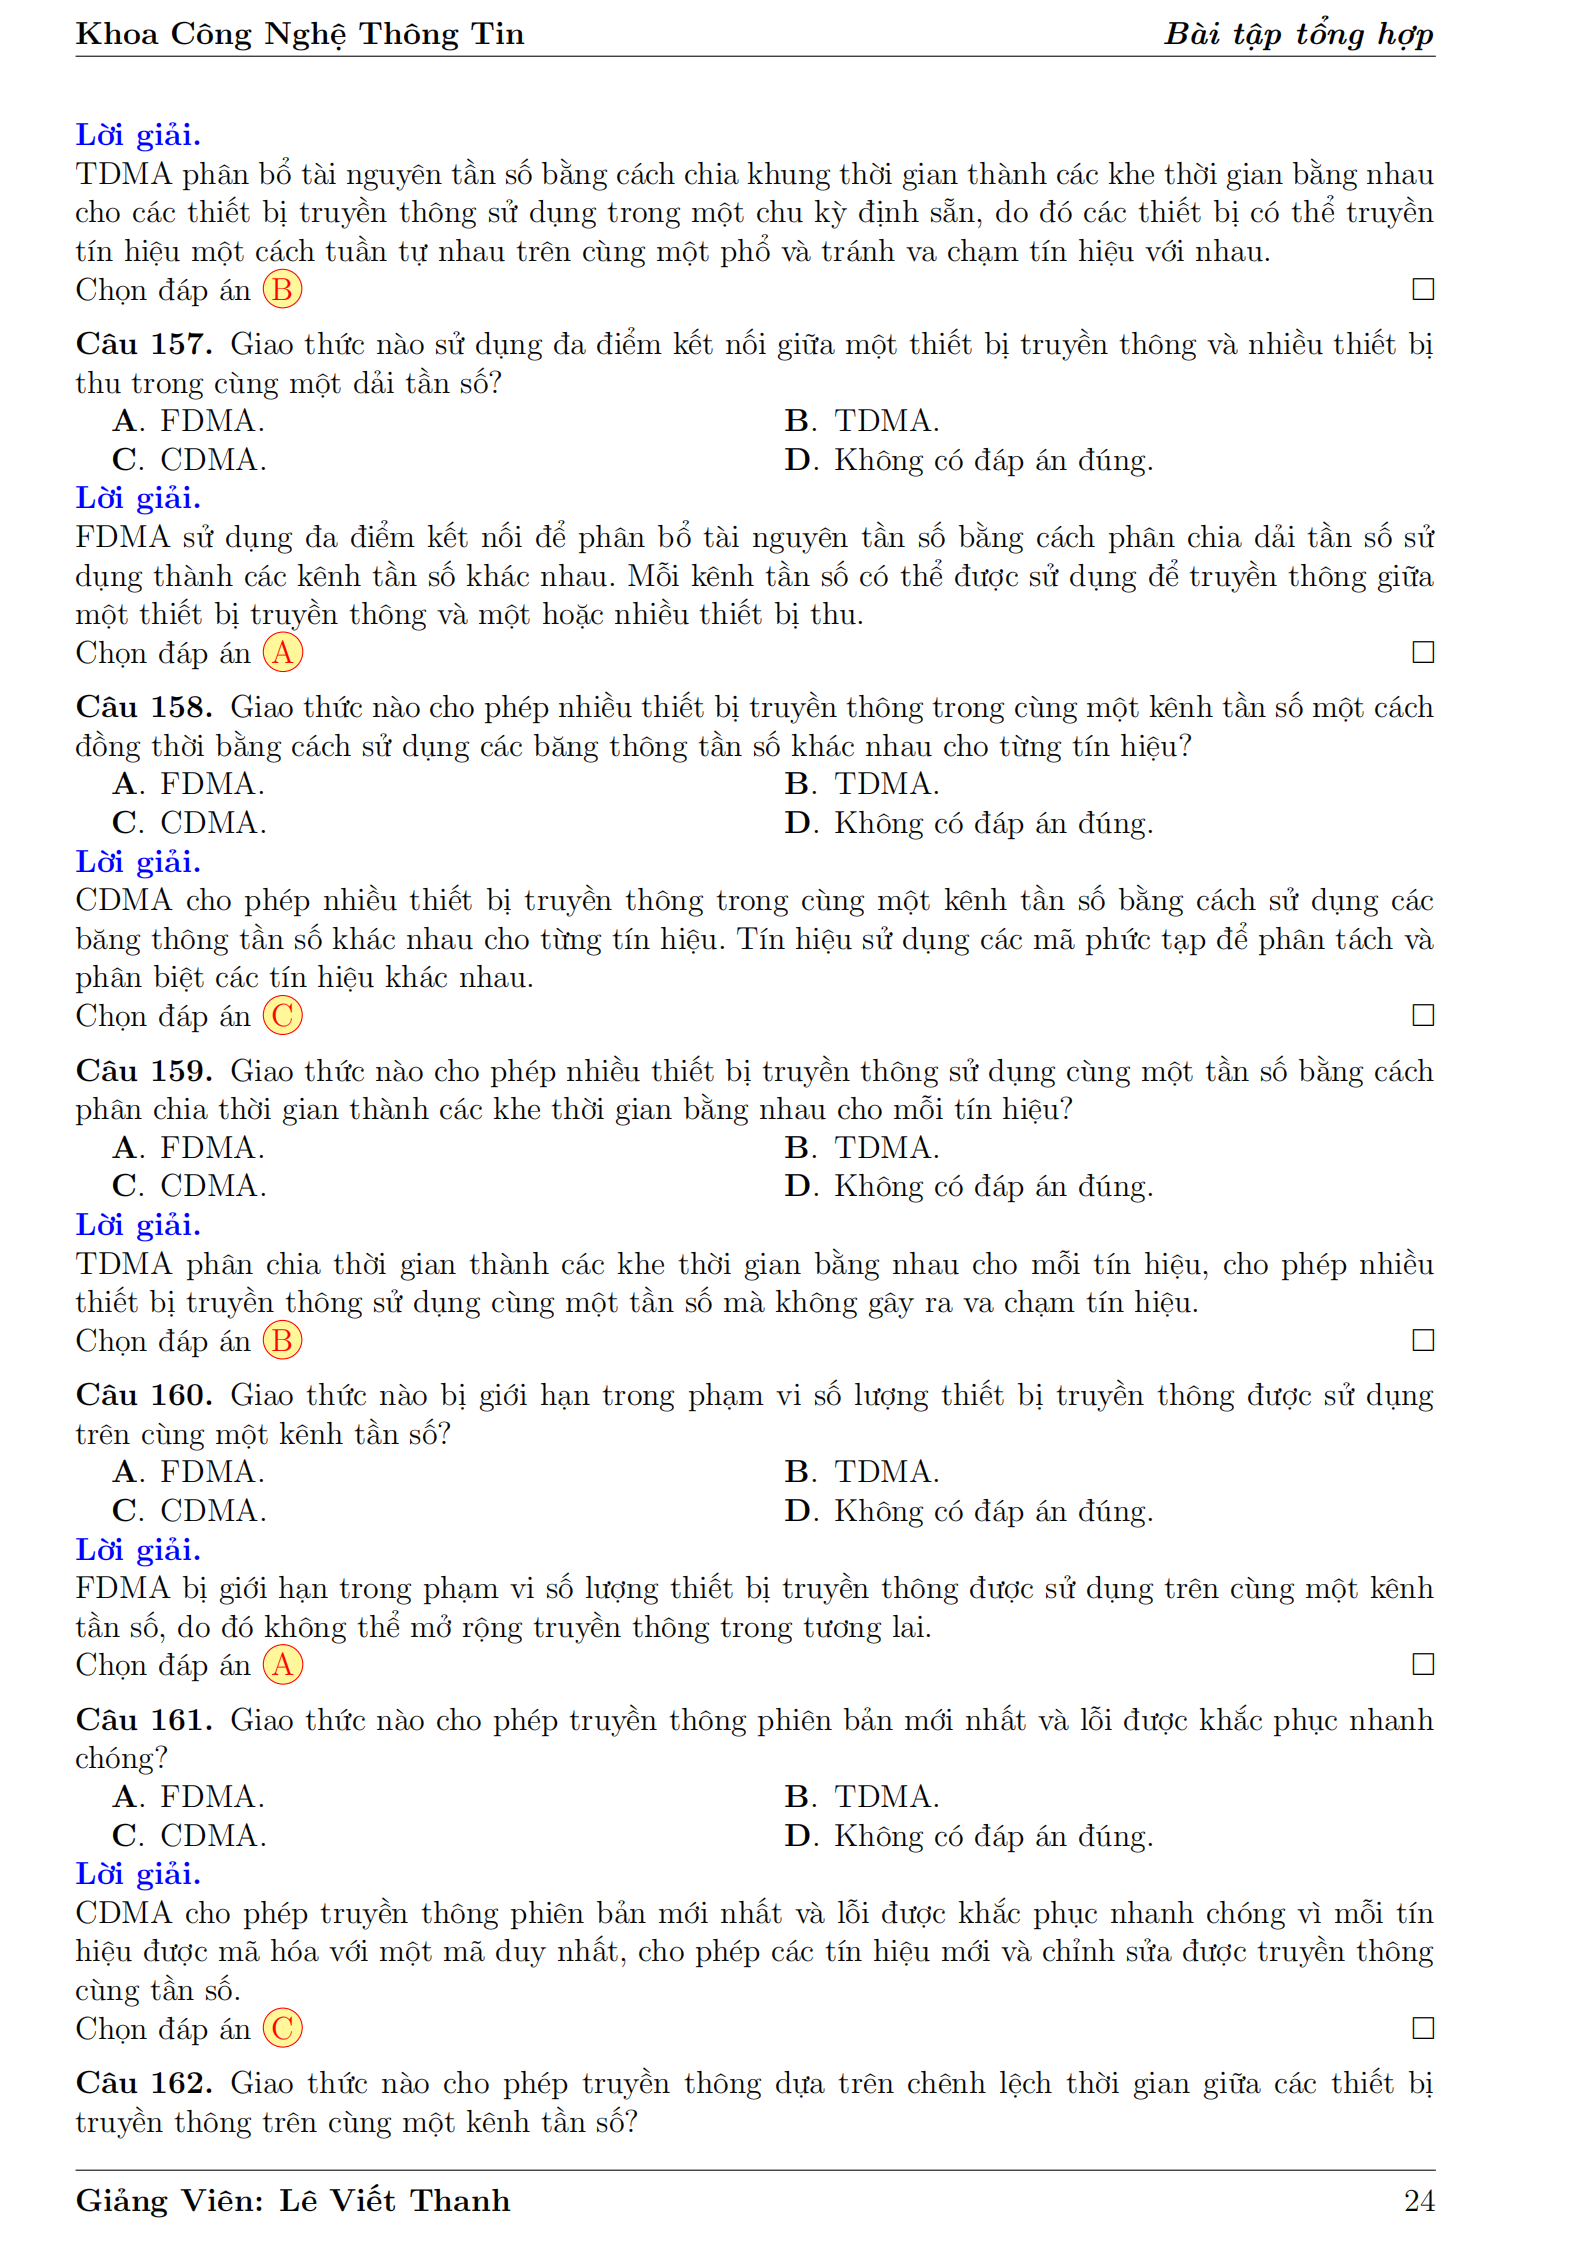 Khoa Công Nghệ Thông Tin Bài tập tổng hợp
Lời giải.
TDMA phân bổ tài nguyên tần số bằng cách chia khung thời gian thành các khe thời gian bằng nhau
cho các thiết bị truyền thông sử dụng trong một chu kỳ định sẵn, do đó các thiết bị có thể truyền
tín hiệu một cách tuần tự nhau trên cùng một phổ và tránh va chạm tín hiệu với nhau.
Chọn đáp án B □
Câu 157. Giao thức nào sử dụng đa điểm kết nối giữa một thiết bị truyền thông và nhiều thiết bị
thu trong cùng một dải tần số?
A. FDMA. B. TDMA.
C. CDMA. D. Không có đáp án đúng.
Lời giải.
FDMA sử dụng đa điểm kết nối để phân bổ tài nguyên tần số bằng cách phân chia dải tần số sử
dụng thành các kênh tần số khác nhau. Mỗi kênh tần số có thể được sử dụng để truyền thông giữa
một thiết bị truyền thông và một hoặc nhiều thiết bị thu.
Chọn đáp án A □
Câu 158. Giao thức nào cho phép nhiều thiết bị truyền thông trong cùng một kênh tần số một cách
đồng thời bằng cách sử dụng các băng thông tần số khác nhau cho từng tín hiệu?
A. FDMA. B. TDMA.
C. CDMA. D. Không có đáp án đúng.
Lời giải.
CDMA cho phép nhiều thiết bị truyền thông trong cùng một kênh tần số bằng cách sử dụng các
băng thông tần số khác nhau cho từng tín hiệu. Tín hiệu sử dụng các mã phức tạp để phân tách và
phân biệt các tín hiệu khác nhau.
Chọn đáp án C □
Câu 159. Giao thức nào cho phép nhiều thiết bị truyền thông sử dụng cùng một tần số bằng cách
phân chia thời gian thành các khe thời gian bằng nhau cho mỗi tín hiệu?
A. FDMA. B. TDMA.
C. CDMA. D. Không có đáp án đúng.
Lời giải.
TDMA phân chia thời gian thành các khe thời gian bằng nhau cho mỗi tín hiệu, cho phép nhiều
thiết bị truyền thông sử dụng cùng một tần số mà không gây ra va chạm tín hiệu.
Chọn đáp án B □
Câu 160. Giao thức nào bị giới hạn trong phạm vi số lượng thiết bị truyền thông được sử dụng
trên cùng một kênh tần số?
A. FDMA. B. TDMA.
C. CDMA. D. Không có đáp án đúng.
Lời giải.
FDMA bị giới hạn trong phạm vi số lượng thiết bị truyền thông được sử dụng trên cùng một kênh
tần số, do đó không thể mở rộng truyền thông trong tương lai.
Chọn đáp án A □
Câu 161. Giao thức nào cho phép truyền thông phiên bản mới nhất và lỗi được khắc phục nhanh
chóng?
A. FDMA. B. TDMA.
C. CDMA. D. Không có đáp án đúng.
Lời giải.
CDMA cho phép truyền thông phiên bản mới nhất và lỗi được khắc phục nhanh chóng vì mỗi tín
hiệu được mã hóa với một mã duy nhất, cho phép các tín hiệu mới và chỉnh sửa được truyền thông
cùng tần số.
Chọn đáp án C □
Câu 162. Giao thức nào cho phép truyền thông dựa trên chênh lệch thời gian giữa các thiết bị
truyền thông trên cùng một kênh tần số?
Giảng Viên: Lê Viết Thanh 24